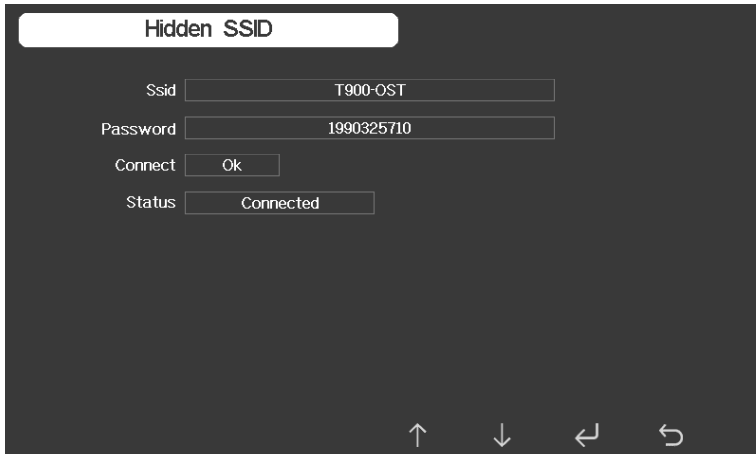 Hidden SSID
Ssid T900-OST
Password 1990325710
Connect Ok
Status Connected